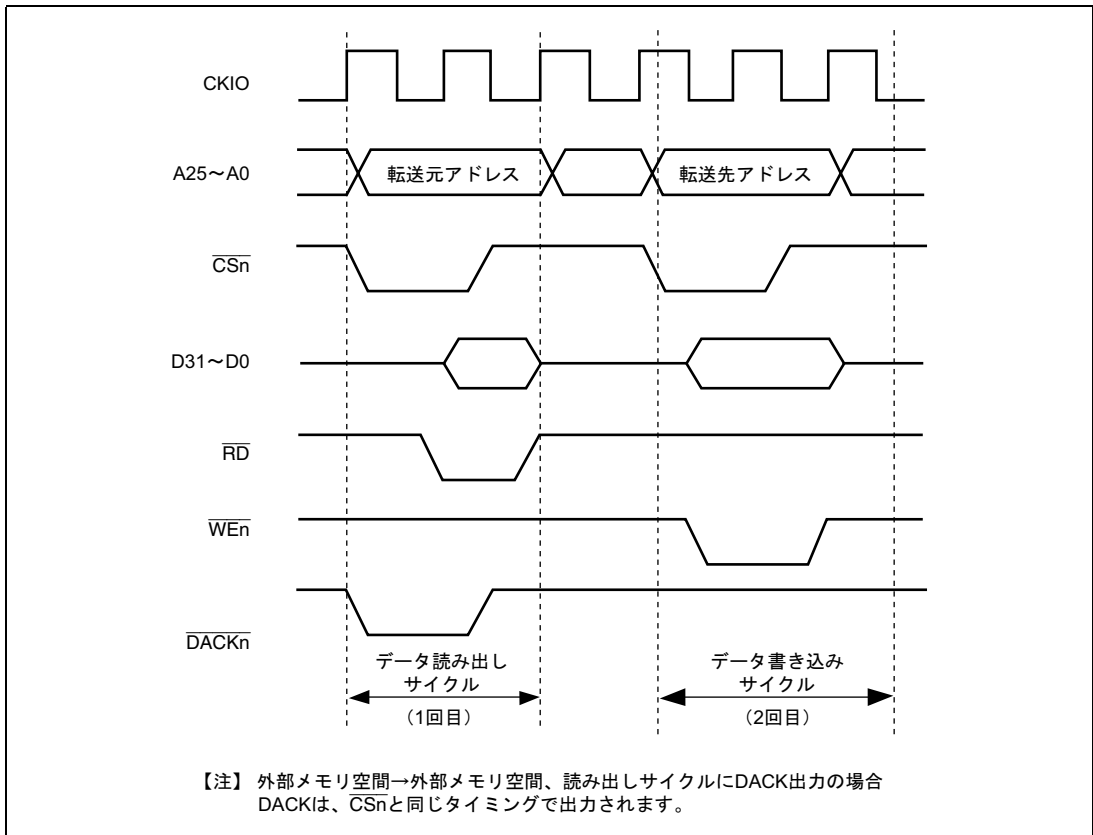 CKIO
A25～A0
転送元アドレス
転送先アドレス
CSn
D31～D0
RD
WEn
DACKn
データ読み出し
サイクル
（1回目）
データ書き込み
サイクル
（2回目）
【注】 外部メモリ空間→外部メモリ空間、読み出しサイクルにDACK出力の場合
DACKは、CSnと同じタイミングで出力されます。